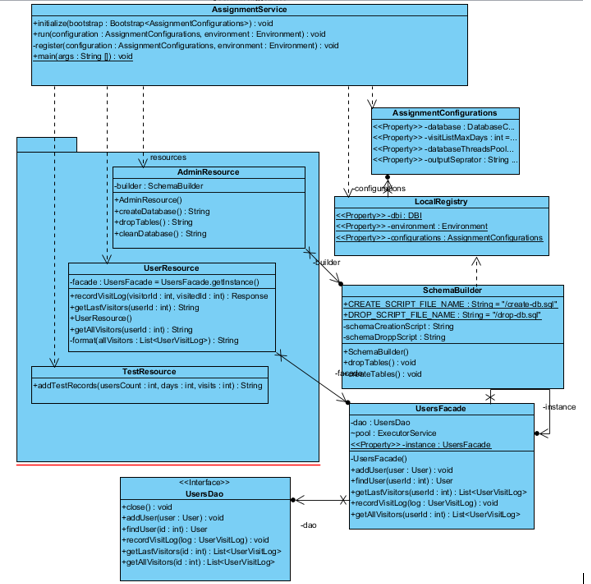 AssignmentService
+initialize(bootstrap : Bootstrap<AssignmentConfigurations>) : void
+run(configuration : AssignmentConfigurations, environment : Environment) : void
-register(configuration : AssignmentConfigurations, environment : Environment) : void
+main(args : String []) : void
AssignmentConfigurations
<<Property>> -database : DatabaseC...
<<Property>> -visitListMaxDays : int =...
<<Property>> -databaseThreadsPool...
<<Property>> -outputSeprator : String ...
resources
AdminResource
-builder : SchemaBuilder
+AdminResource()
+createDatabase() : String
+dropTables() : String
+cleanDatabase() : String
-configurations
LocalRegistry
<<Property>> -dbi : DBI
<<Property>> -environment : Environment
<<Property>> -configurations : AssignmentConfigurations
-builder
UserResource
-facade : UsersFacade = UsersFacade.getInstance()
+recordVisitLog(visitorId : int, visitedId : int) : Response
+getLastVisitors(userId : int) : String
+UserResource()
+getAllVisitors(userId : int) : String
-format(allVisitors : List<UserVisitLog>) : String
SchemaBuilder
+CREATE_SCRIPT_FILE_NAME : String = "/create-db.sql"
+DROP_SCRIPT_FILE_NAME : String = "/drop-db.sql"
-schemaCreationScript : String
-schemaDroppScript : String
+SchemaBuilder()
+dropTables() : void
+createTables() : void
TestResource
+addTestRecords(usersCount : int, days : int, visits : int) : String
-facade
-instance
UsersFacade
-dao : UsersDao
~pool : ExecutorService
<<Property>> -instance : UsersFacade
-UsersFacade()
+addUser(user : User) : void
+findUser(userId : int) : User
+getLastVisitors(userId : int) : List<UserVisitLog>
+recordVisitLog(userVisitLog : UserVisitLog) : void
+getAllVisitors(userId : int) : List<UserVisitLog>
<<Interface>>
UsersDao
+close() : void
+addUser(user : User) : void
+findUser(id : int) : User
+recordVisitLog(log : UserVisitLog) : void
+getLastVisitors(id : int) : List<UserVisitLog>
+getAllVisitors(id : int) : List<UserVisitLog>
-dao